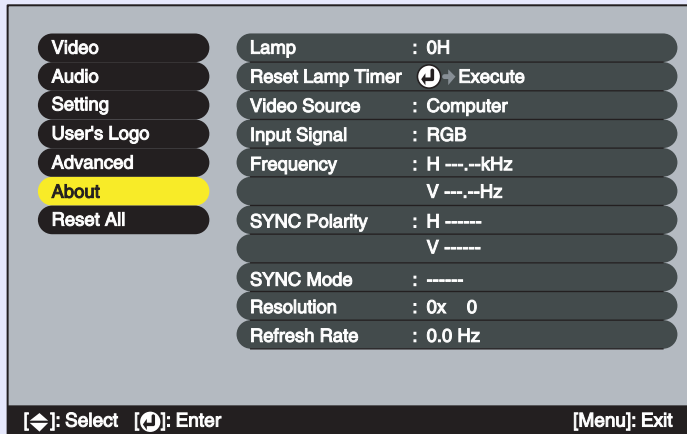 Video
Audio
Setting
User's Logo
Advanced
About
Reset All
Lamp : 0H
Reset Lamp Timer Execute
Video Source : Computer
Input Signal : RGB
Frequency : H ---.--kHz
V ---.--Hz
SYNC Polarity : H ------
V ------
SYNC Mode : ------
Resolution : 0x 0
Refresh Rate : 0.0 Hz
[ ]: Select [ ]: Enter [Menu]: Exit